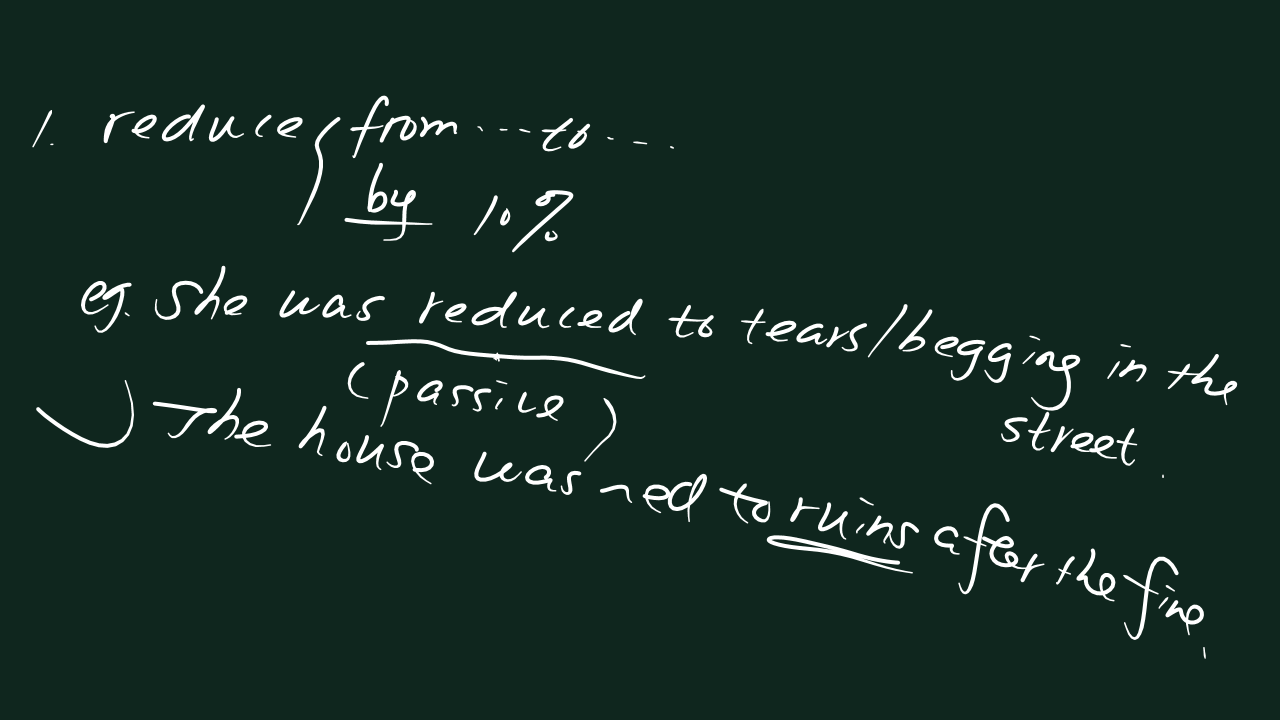 1. reduce { from ... to ...
by 10%
eg. She was reduced to tears/begging in the
street.
(passive)
The house was ~ed to ruins after the fire.